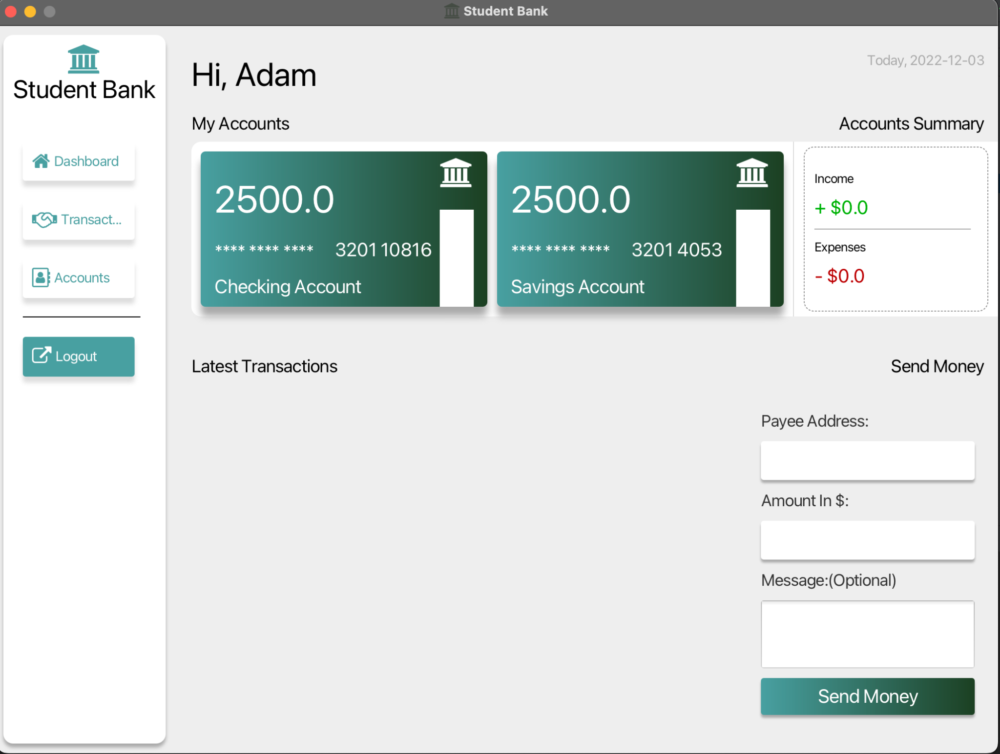 Student Bank
Student Bank
Dashboard
Transact...
Accounts
Logout
Hi, Adam
Today, 2022-12-03
My Accounts
Accounts Summary
2500.0
**** **** **** 3201 10816
Checking Account
2500.0
**** **** **** 3201 4053
Savings Account
Income
+ $0.0
Expenses
- $0.0
Latest Transactions
Send Money
Payee Address:
Amount In $:
Message:(Optional)
Send Money